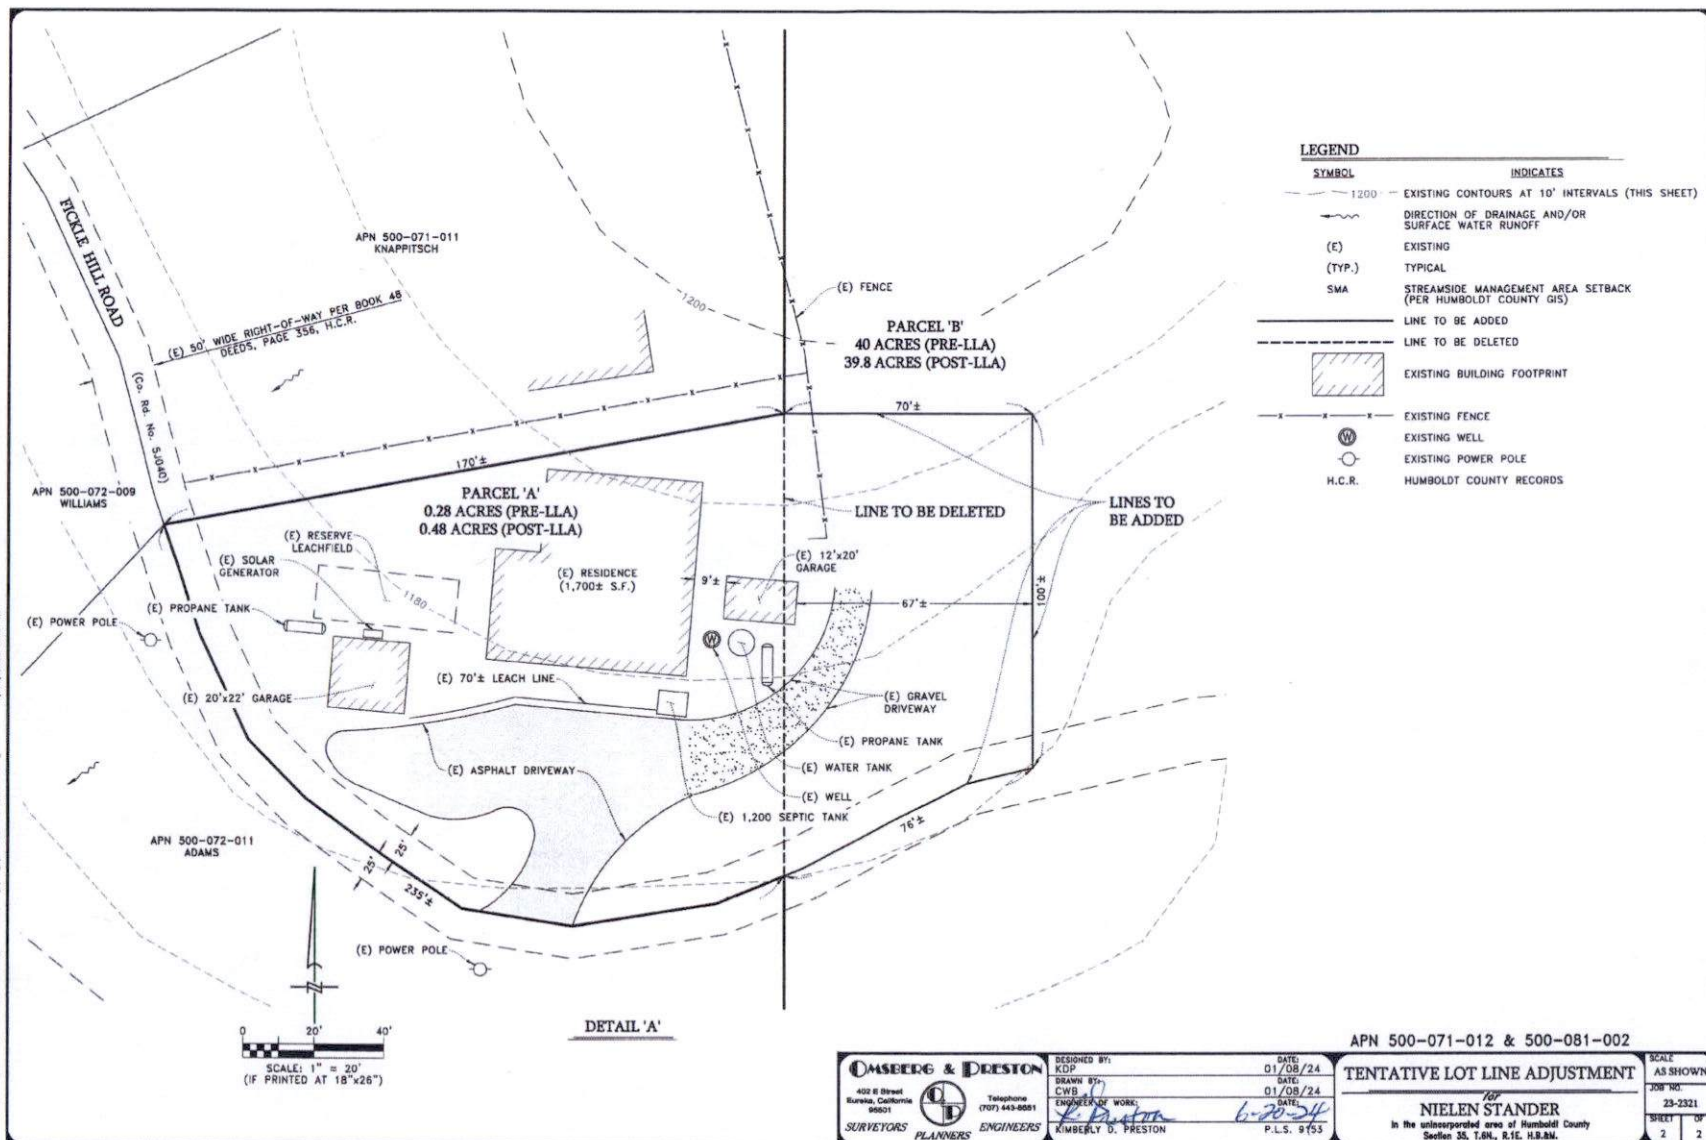 APN 500-071-011
KNAPPITSCH
FICKLE HILL ROAD
(Co. Rd. No. 5J040)
(E) 50' WIDE RIGHT-OF-WAY PER BOOK 48
DEEDS, PAGE 356, H.C.R.
1200
(E) FENCE
PARCEL 'B'
40 ACRES (PRE-LLA)
39.8 ACRES (POST-LLA)
70'±
170'±
APN 500-072-009
WILLIAMS
PARCEL 'A'
0.28 ACRES (PRE-LLA)
0.48 ACRES (POST-LLA)
LINE TO BE DELETED
LINES TO
BE ADDED
(E) RESERVE
LEACHFIELD
(E) SOLAR
GENERATOR
1180
(E) RESIDENCE
(1,700± S.F.)
9'±
(E) 12'x20'
GARAGE
67'±
100'±
(E) PROPANE TANK
(E) POWER POLE
W
(E) 70'± LEACH LINE
(E) 20'x22' GARAGE
(E) GRAVEL
DRIVEWAY
(E) PROPANE TANK
(E) WATER TANK
(E) ASPHALT DRIVEWAY
(E) WELL
(E) 1,200 SEPTIC TANK
76'±
APN 500-072-011
ADAMS
25'
25'
235'±
(E) POWER POLE
N
0 20' 40'
SCALE: 1" = 20'
(IF PRINTED AT 18"x26")
DETAIL 'A'
LEGEND
SYMBOL INDICATES
1200 EXISTING CONTOURS AT 10' INTERVALS (THIS SHEET)
DIRECTION OF DRAINAGE AND/OR
SURFACE WATER RUNOFF
(E) EXISTING
(TYP.) TYPICAL
SMA STREAMSIDE MANAGEMENT AREA SETBACK
(PER HUMBOLDT COUNTY GIS)
LINE TO BE ADDED
LINE TO BE DELETED
EXISTING BUILDING FOOTPRINT
EXISTING FENCE
W EXISTING WELL
EXISTING POWER POLE
H.C.R. HUMBOLDT COUNTY RECORDS
APN 500-071-012 & 500-081-002
OMSBERG & PRESTON
402 E Street
Eureka, California
95501
Telephone
(707) 443-8651
SURVEYORS PLANNERS ENGINEERS
DESIGNED BY: DATE:
KDP 01/08/24
DRAWN BY: DATE:
CWB 01/08/24
ENGINEER OF WORK: DATE:
K. Preston 6-20-24
KIMBERLY D. PRESTON P.L.S. 9153
TENTATIVE LOT LINE ADJUSTMENT
for
NIELEN STANDER
in the unincorporated area of Humboldt County
Section 35, T.6N., R.1E. H.B.&M.
SCALE
AS SHOWN
JOB NO.
23-2321
SHEET OF
2 2